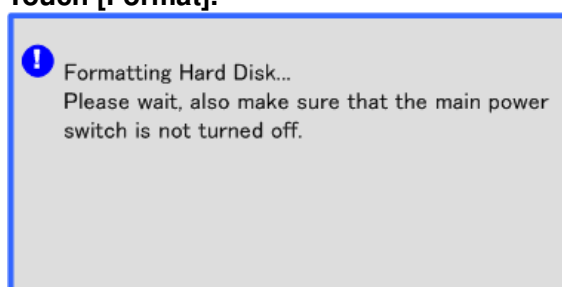 Touch [Format].
Formatting Hard Disk...
Please wait, also make sure that the main power
switch is not turned off.